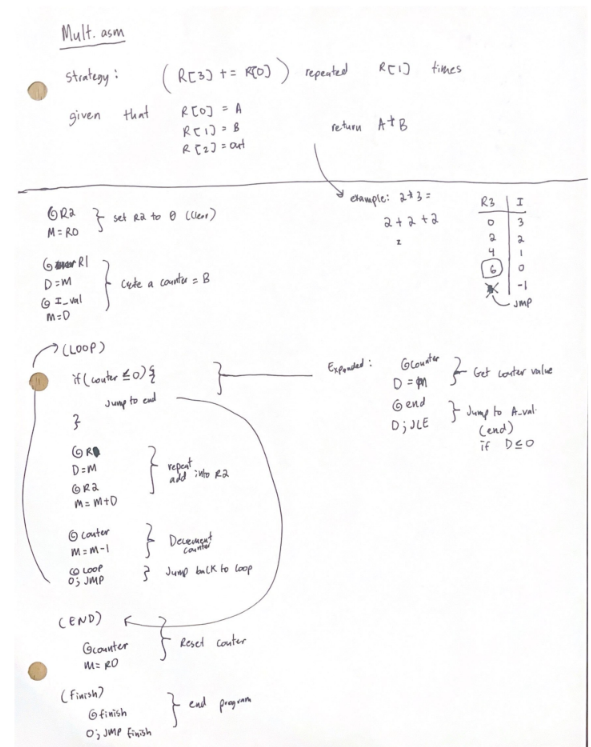 Mult. asm
Strategy: ( R[3] += R[0] ) repeated R[1] times
given that R[0] = A
R[1] = B
R[2] = out
return A*B
example: 2*3 =
2+2+2
R3 I
0 3
2 2
4 1
6 0
-1
JMP
@R2
M=R0
set R2 to 0 (clear)
@R1
D=M
@I_val
M=D
Create a counter = B
(LOOP)
if(counter ≤ 0){
Jump to end
}
Expanded:
@counter
D=M
Get counter value
@end
D;JLE
Jump to A_val
(end)
if D≤0
@R
D=M
@R2
M=M+D
repeat
add into R2
@counter
M=M-1
Decrement
counter
@LOOP
0;JMP
Jump back to loop
(END)
@counter
M=R0
Reset counter
(Finish)
@finish
0;JMP finish
end program